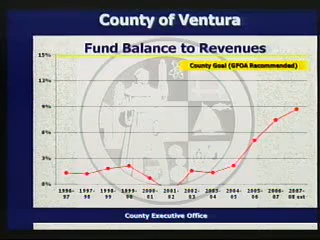 County of Ventura
Fund Balance to Revenues
County Goal (GFOA Recommended)
15%
12%
9%
6%
3%
0%
1996- 1997- 1998- 1999- 2000- 2001- 2002- 2003- 2004- 2005- 2006- 2007-
97 98 99 00 01 02 03 04 05 06 07 08 est
County Executive Office